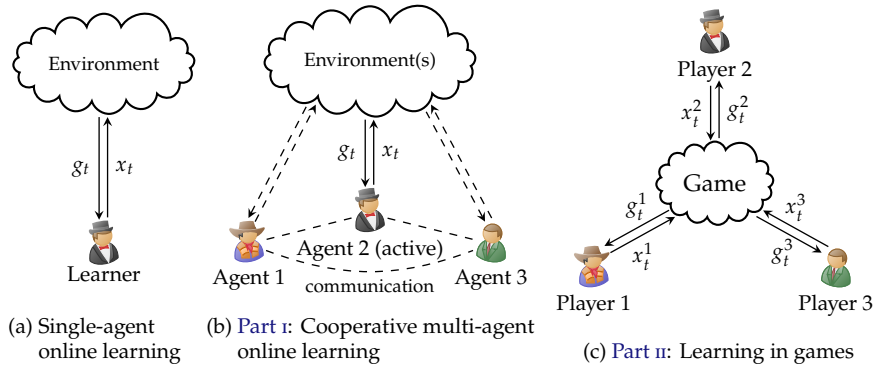 Environment
g_t
x_t
Learner
(a) Single-agent
online learning
Environment(s)
g_t
x_t
Agent 2 (active)
Agent 1
Agent 3
communication
(b) Part I: Cooperative multi-agent
online learning
Player 2
x_t^2
g_t^2
Game
g_t^1
x_t^1
x_t^3
g_t^3
Player 1
Player 3
(c) Part II: Learning in games